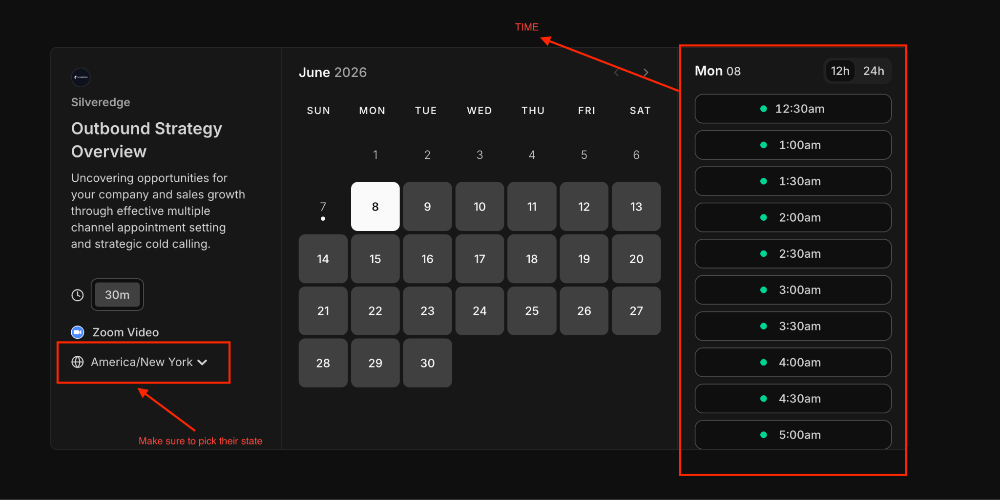 TIME
SILVEREDGE
Silveredge
Outbound Strategy
Overview
Uncovering opportunities for
your company and sales growth
through effective multiple
channel appointment setting
and strategic cold calling.
30m
Zoom Video
America/New York
Make sure to pick their state
June 2026
SUN MON TUE WED THU FRI SAT
1 2 3 4 5 6
7 8 9 10 11 12 13
14 15 16 17 18 19 20
21 22 23 24 25 26 27
28 29 30
Mon 08 12h 24h
12:30am
1:00am
1:30am
2:00am
2:30am
3:00am
3:30am
4:00am
4:30am
5:00am